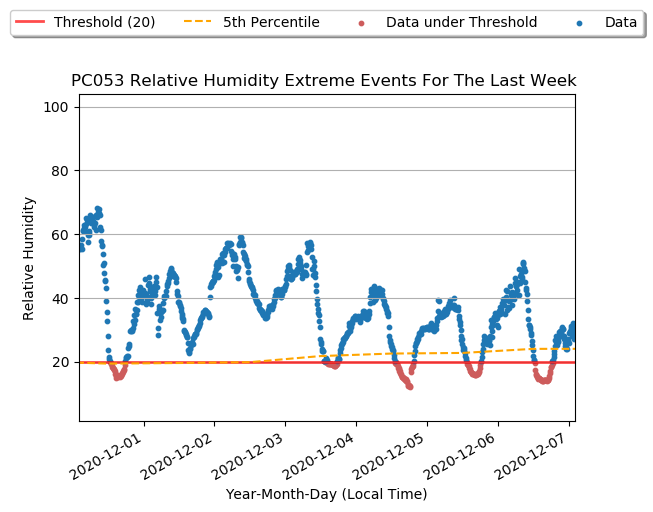 Threshold (20) 5th Percentile Data under Threshold Data
PC053 Relative Humidity Extreme Events For The Last Week
100
80
60
40
20
Relative Humidity
2020-12-01 2020-12-02 2020-12-03 2020-12-04 2020-12-05 2020-12-06 2020-12-07
Year-Month-Day (Local Time)